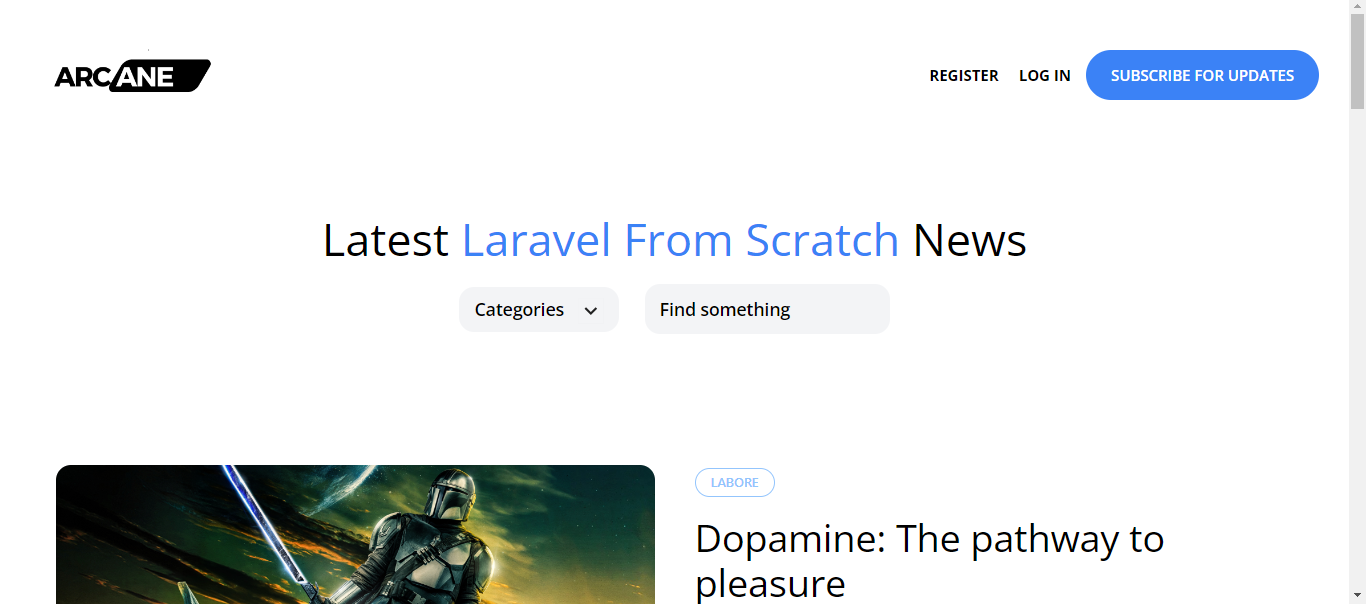 ARCANE
REGISTER LOG IN SUBSCRIBE FOR UPDATES
Latest Laravel From Scratch News
Categories Find something
LABORE
Dopamine: The pathway to
pleasure